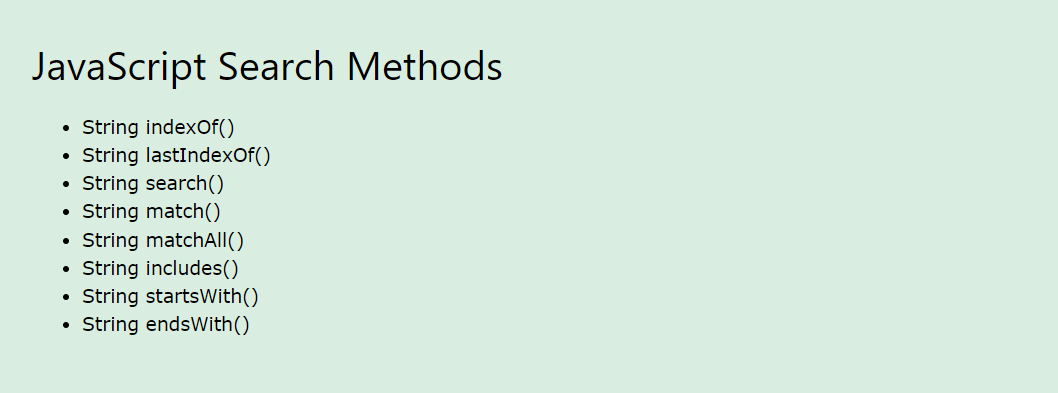 JavaScript Search Methods
• String indexOf()
• String lastIndexOf()
• String search()
• String match()
• String matchAll()
• String includes()
• String startsWith()
• String endsWith()